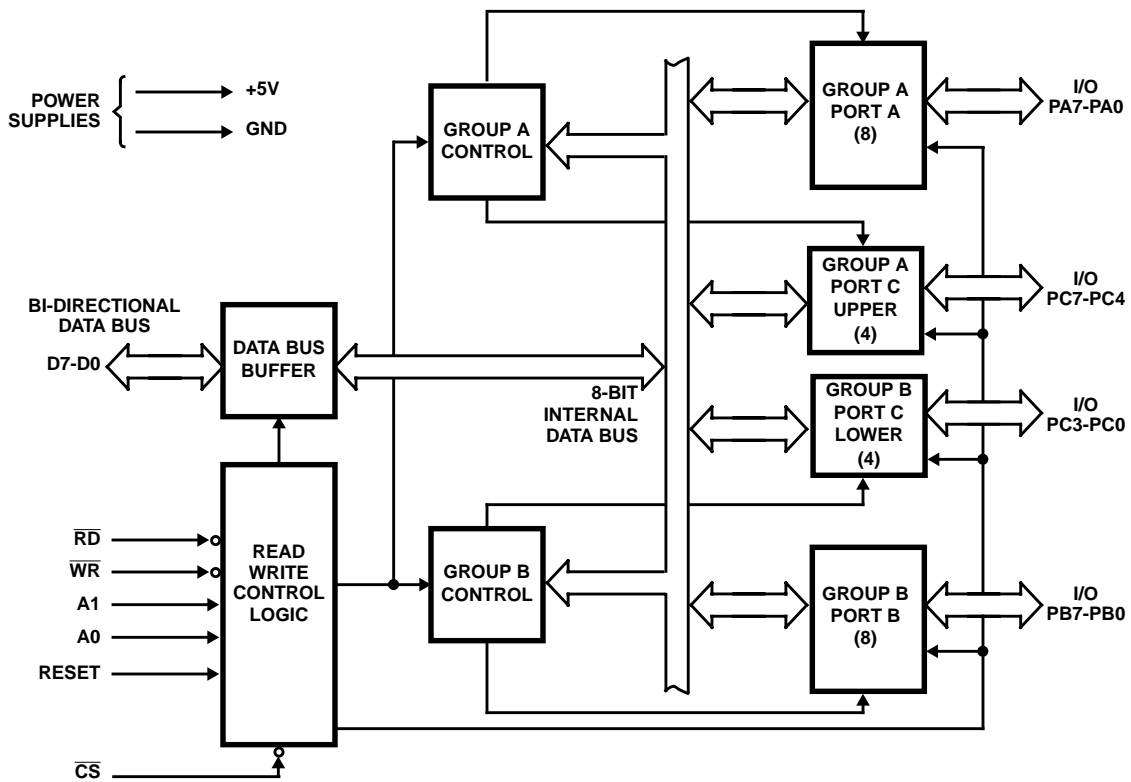 POWER
SUPPLIES
+5V
GND
GROUP A
CONTROL
GROUP A
PORT A
(8)
I/O
PA7-PA0
GROUP A
PORT C
UPPER
(4)
I/O
PC7-PC4
BI-DIRECTIONAL
DATA BUS
D7-D0
DATA BUS
BUFFER
8-BIT
INTERNAL
DATA BUS
GROUP B
PORT C
LOWER
(4)
I/O
PC3-PC0
RD
WR
A1
A0
RESET
CS
READ
WRITE
CONTROL
LOGIC
GROUP B
CONTROL
GROUP B
PORT B
(8)
I/O
PB7-PB0